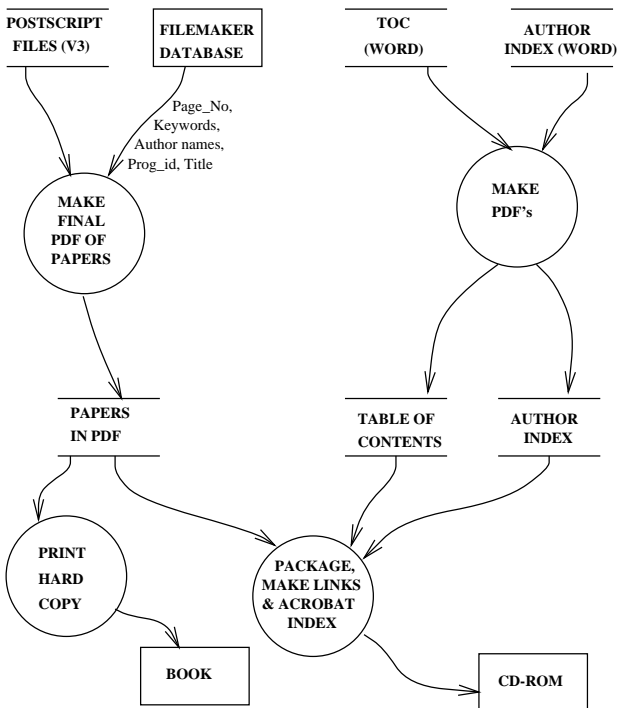 POSTSCRIPT
FILES (V3)
FILEMAKER
DATABASE
TOC
(WORD)
AUTHOR
INDEX (WORD)
Page_No,
Keywords,
Author names,
Prog_id, Title
MAKE
FINAL
PDF OF
PAPERS
MAKE
PDF's
PAPERS
IN PDF
TABLE OF
CONTENTS
AUTHOR
INDEX
PRINT
HARD
COPY
PACKAGE,
MAKE LINKS
& ACROBAT
INDEX
BOOK
CD-ROM